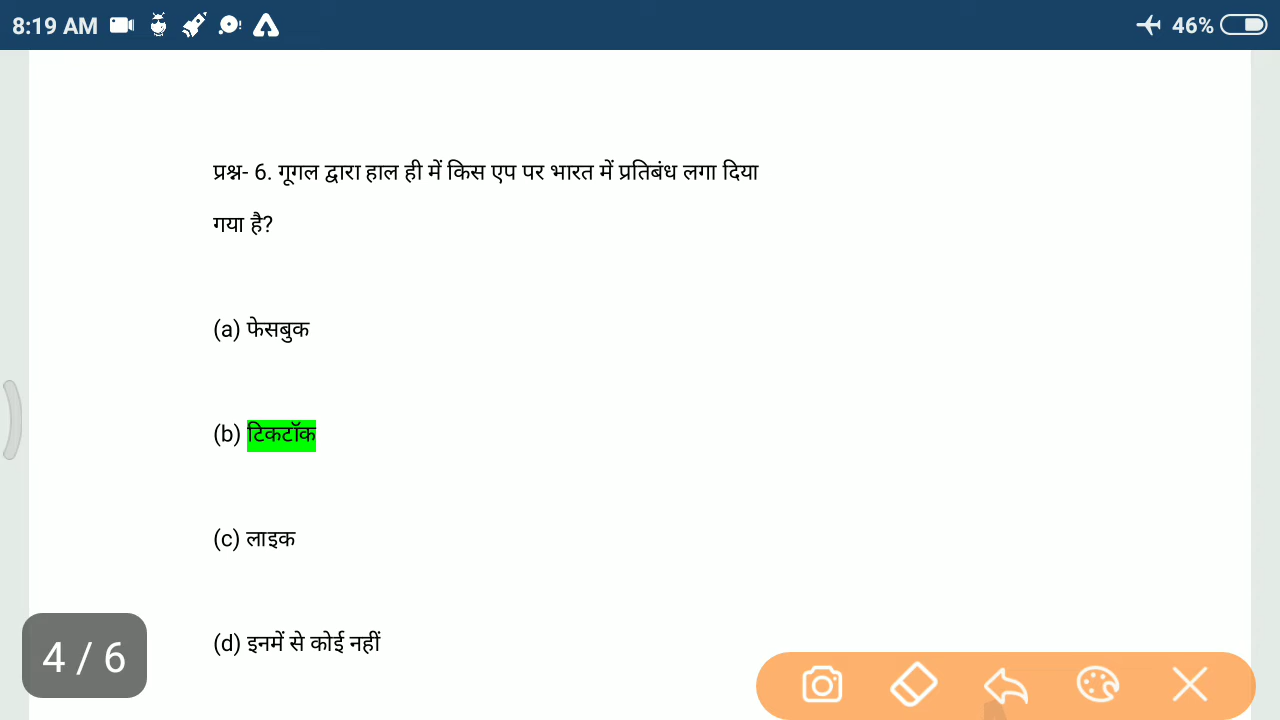 8:19 AM 46%
प्रश्न- 6. गूगल द्वारा हाल ही में किस एप पर भारत में प्रतिबंध लगा दिया
गया है?
(a) फेसबुक
(b) टिकटॉक
(c) लाइक
(d) इनमें से कोई नहीं
4 / 6